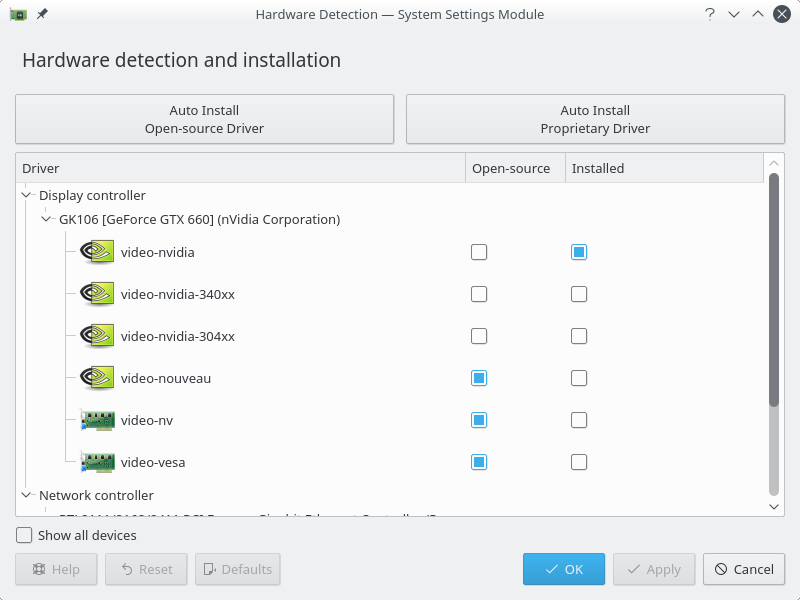 Hardware Detection — System Settings Module
Hardware detection and installation
Auto Install
Open-source Driver
Auto Install
Proprietary Driver
Driver Open-source Installed
Display controller
GK106 [GeForce GTX 660] (nVidia Corporation)
video-nvidia
video-nvidia-340xx
video-nvidia-304xx
video-nouveau
video-nv
video-vesa
Network controller
Show all devices
Help Reset Defaults OK Apply Cancel